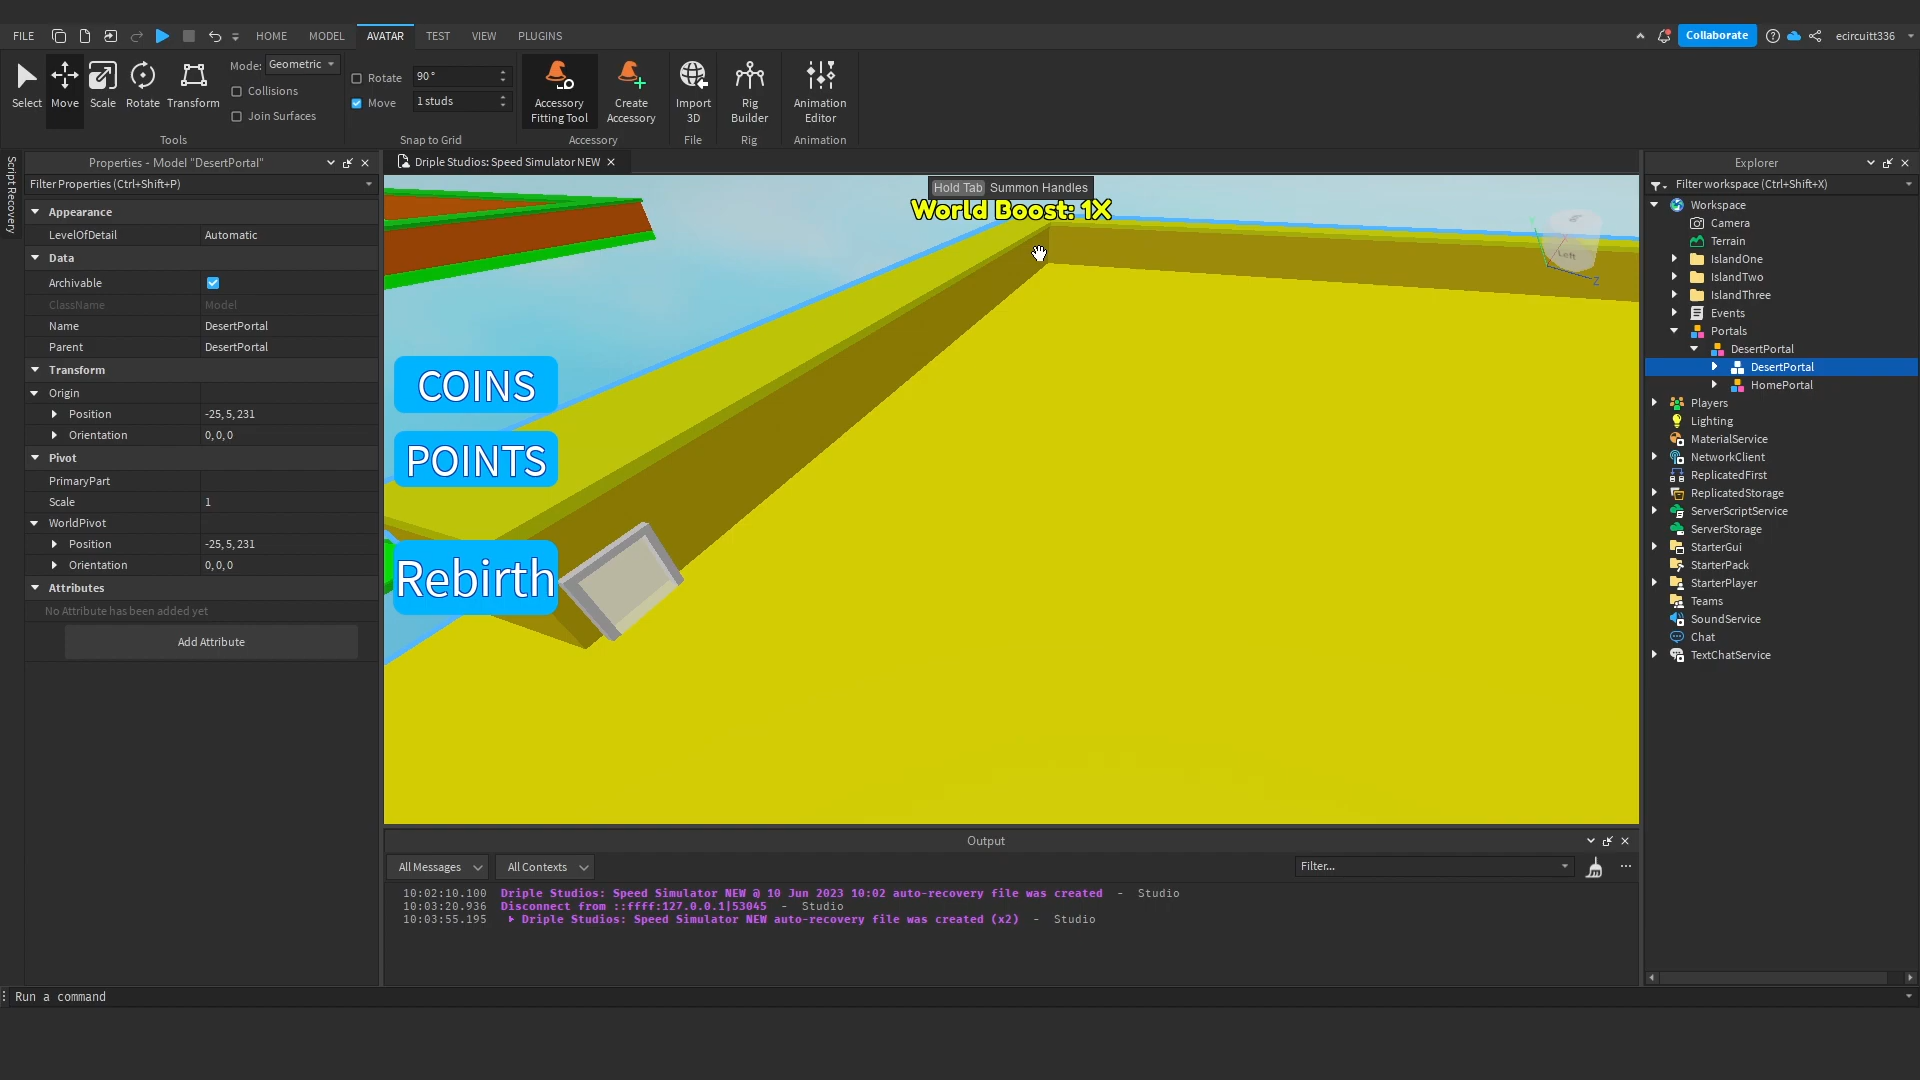 FILE
HOME
MODEL
AVATAR
TEST
VIEW
PLUGINS
Collaborate
ecircuitt336
Select
Move
Scale
Rotate
Transform
Mode:
Geometric
Collisions
Join Surfaces
Tools
Rotate
90°
Move
1 studs
Snap to Grid
Accessory
Fitting Tool
Create
Accessory
Accessory
Import
3D
File
Rig
Builder
Rig
Animation
Editor
Animation
Script Recovery
Properties - Model "DesertPortal"
Filter Properties (Ctrl+Shift+P)
Appearance
LevelOfDetail Automatic
Data
Archivable
ClassName Model
Name DesertPortal
Parent DesertPortal
Transform
Origin
Position -25, 5, 231
Orientation 0, 0, 0
Pivot
PrimaryPart
Scale 1
WorldPivot
Position -25, 5, 231
Orientation 0, 0, 0
Attributes
No Attribute has been added yet
Add Attribute
Driple Studios: Speed Simulator NEW
Hold Tab Summon Handles
World Boost: 1X
Y
Left
Z
COINS
POINTS
Rebirth
Output
All Messages
All Contexts
Filter...
10:02:10.100 Driple Studios: Speed Simulator NEW @ 10 Jun 2023 10:02 auto-recovery file was created - Studio
10:03:20.936 Disconnect from ::ffff:127.0.0.1|53045 - Studio
10:03:55.195 Driple Studios: Speed Simulator NEW auto-recovery file was created (x2) - Studio
Run a command
Explorer
Filter workspace (Ctrl+Shift+X)
Workspace
Camera
Terrain
IslandOne
IslandTwo
IslandThree
Events
Portals
DesertPortal
DesertPortal
HomePortal
Players
Lighting
MaterialService
NetworkClient
ReplicatedFirst
ReplicatedStorage
ServerScriptService
ServerStorage
StarterGui
StarterPack
StarterPlayer
Teams
SoundService
Chat
TextChatService